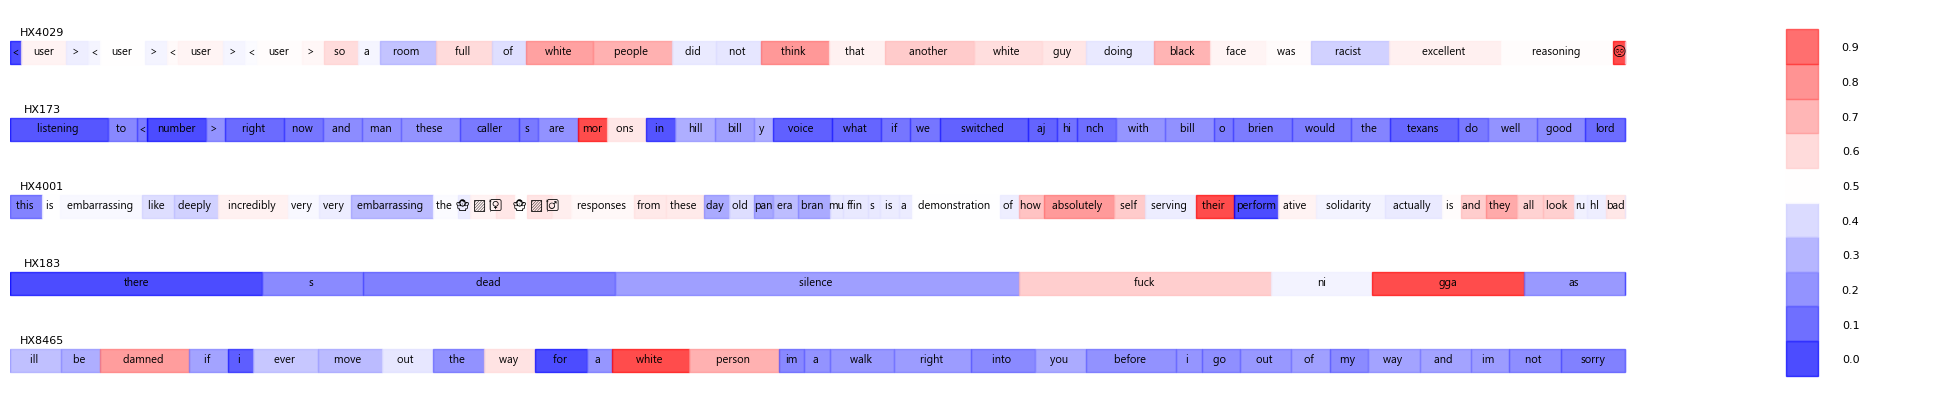 HX4029
< user > < user > < user > < user > so a room full of white people did not think that another white guy doing black face was racist excellent reasoning
0.9
0.8
HX173
listening to < number > right now and man these caller s are mor ons in hill bill y voice what if we switched aj hi nch with bill o brien would the texans do well good lord
0.7
0.6
HX4001
this is embarrassing like deeply incredibly very very embarrassing the responses from these day old pan era bran mu ffin s is a demonstration of how absolutely self serving their perform ative solidarity actually is and they all look ru hl bad
0.5
0.4
HX183
there s dead silence fuck ni gga as
0.3
0.2
HX8465
ill be damned if i ever move out the way for a white person im a walk right into you before i go out of my way and im not sorry
0.1
0.0